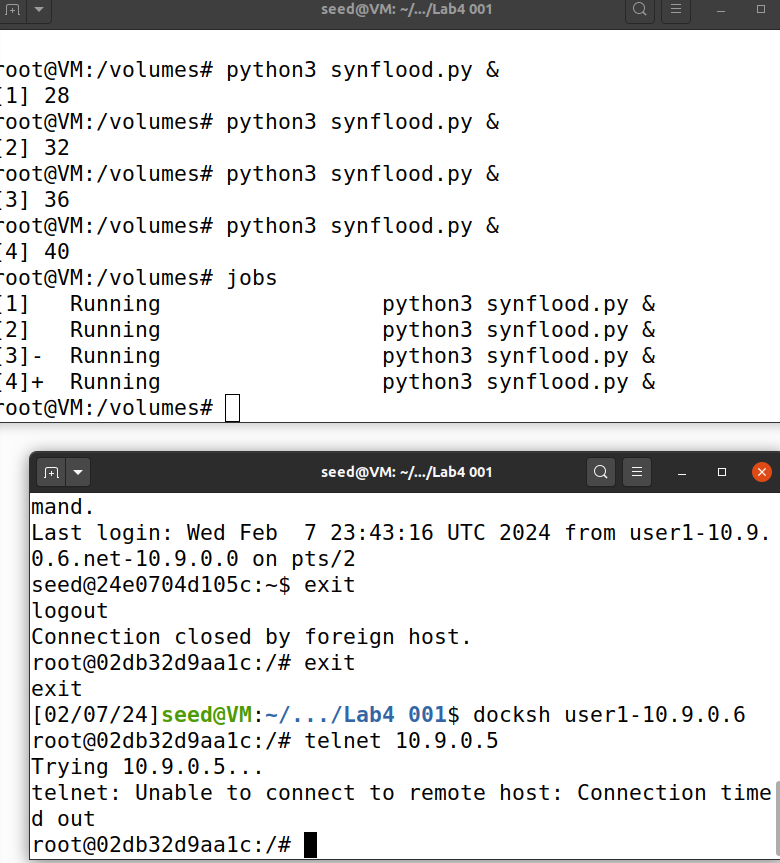 seed@VM: ~/.../Lab4 001
root@VM:/volumes# python3 synflood.py &
[1] 28
root@VM:/volumes# python3 synflood.py &
[2] 32
root@VM:/volumes# python3 synflood.py &
[3] 36
root@VM:/volumes# python3 synflood.py &
[4] 40
root@VM:/volumes# jobs
[1]   Running                 python3 synflood.py &
[2]   Running                 python3 synflood.py &
[3]-  Running                 python3 synflood.py &
[4]+  Running                 python3 synflood.py &
root@VM:/volumes#
seed@VM: ~/.../Lab4 001
mand.
Last login: Wed Feb  7 23:43:16 UTC 2024 from user1-10.9.
0.6.net-10.9.0.0 on pts/2
seed@24e0704d105c:~$ exit
logout
Connection closed by foreign host.
root@02db32d9aa1c:/# exit
exit
[02/07/24]seed@VM:~/.../Lab4 001$ docksh user1-10.9.0.6
root@02db32d9aa1c:/# telnet 10.9.0.5
Trying 10.9.0.5...
telnet: Unable to connect to remote host: Connection time
d out
root@02db32d9aa1c:/#